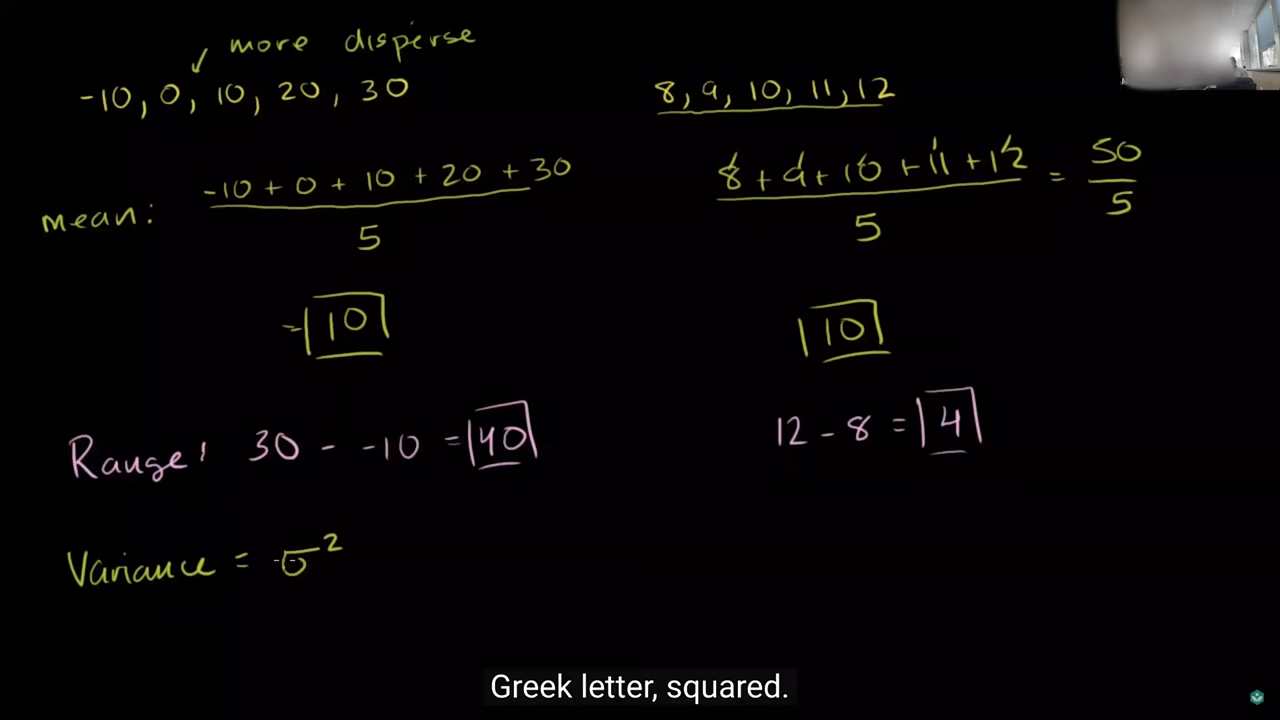 more disperse
-10, 0, 10, 20, 30
8, 9, 10, 11, 12
mean: -10 + 0 + 10 + 20 + 30
5
8 + 9 + 10 + 11 + 12 = 50
5 5
= 10
10
Range: 30 - -10 = 40
12 - 8 = 4
Variance = σ²
Greek letter, squared.